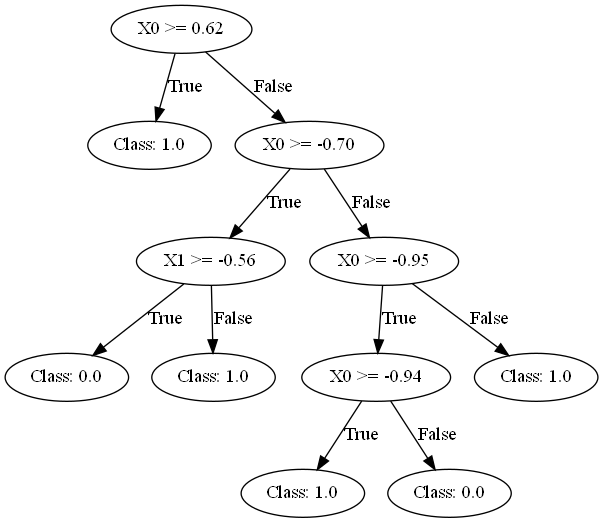 X0 >= 0.62
True
False
Class: 1.0
X0 >= -0.70
True
False
X1 >= -0.56
X0 >= -0.95
True
False
True
False
Class: 0.0
Class: 1.0
X0 >= -0.94
Class: 1.0
True
False
Class: 1.0
Class: 0.0